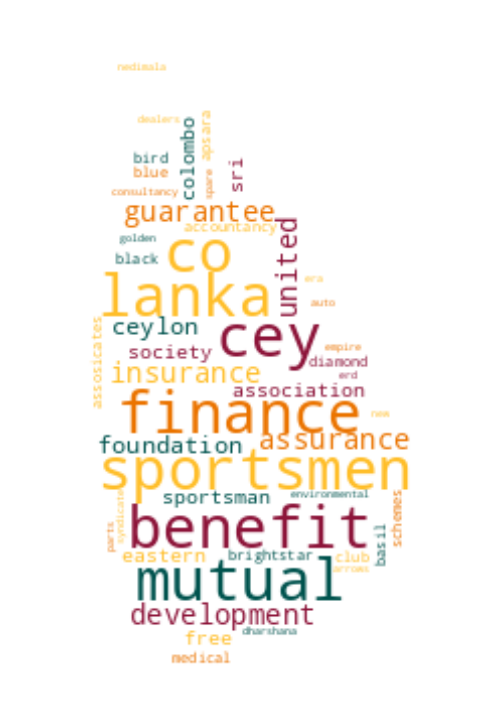 nedimala
dealers
colombo
apsara
bird
blue
sri
spare
consultancy
guarantee
accountancy
united
golden
co
black
lanka
era
auto
ceylon
cey
assosicates
society
empire
diamond
insurance
erd
association
finance
new
assurance
foundation
sportsmen
sportsman
environmental
schemes
syndicate
parts
benefit
basil
eastern
brightstar
club
arrows
mutual
development
dharshana
free
medical